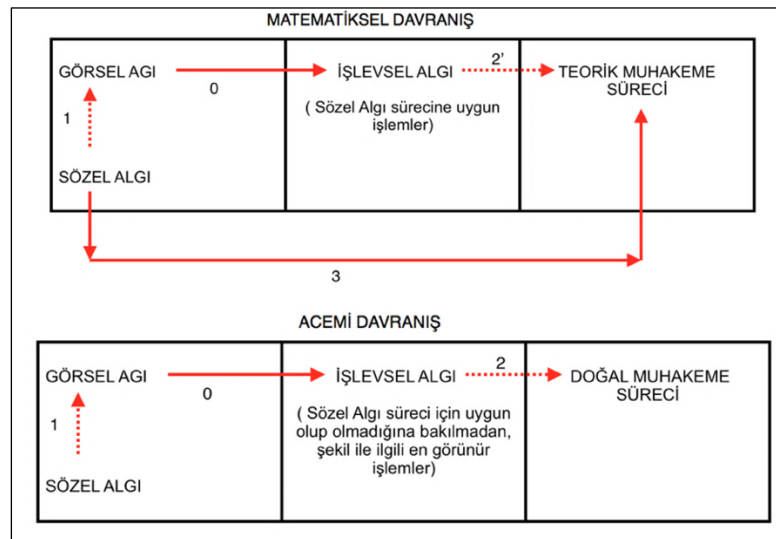 MATEMATİKSEL DAVRANIŞ
GÖRSEL AGI
0
İŞLEVSEL ALGI
2’
TEORİK MUHAKEME
SÜRECİ
( Sözel Algı sürecine uygun
işlemler)
1
SÖZEL ALGI
3
ACEMİ DAVRANIŞ
GÖRSEL AGI
0
İŞLEVSEL ALGI
2
DOĞAL MUHAKEME
SÜRECİ
( Sözel Algı süreci için uygun
olup olmadığına bakılmadan,
şekil ile ilgili en görünür
işlemler)
1
SÖZEL ALGI